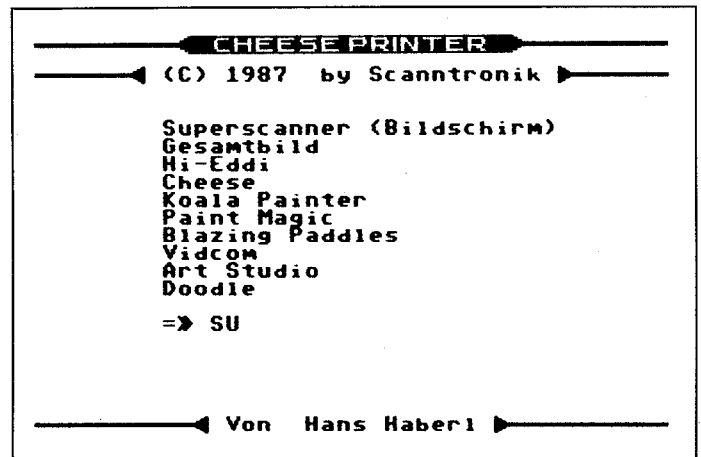 CHEESE PRINTER
(C) 1987 by Scanntronik
Superscanner (Bildschirm)
Gesamtbild
Hi-Eddi
Cheese
Koala Painter
Paint Magic
Blazing Paddles
Vidcom
Art Studio
Doodle
=> SU
Von Hans Haberl